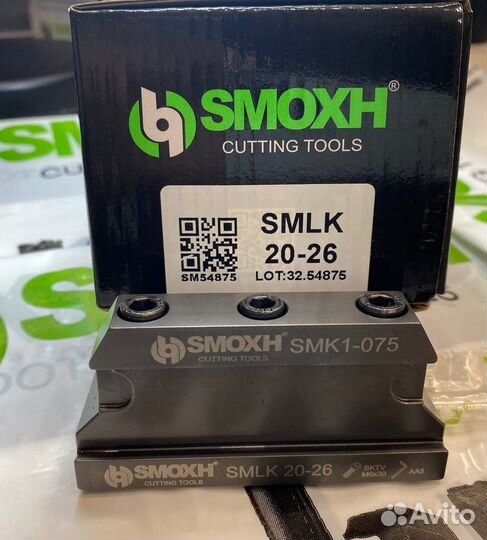 SMOXH®
CUTTING TOOLS
SMLK
20-26
SM54875
LOT:32.54875
SMOXH® SMK1-075
CUTTING TOOLS
SMOXH® SMLK 20-26 BKTV M6x30 AA5
CUTTING TOOLS
Avito